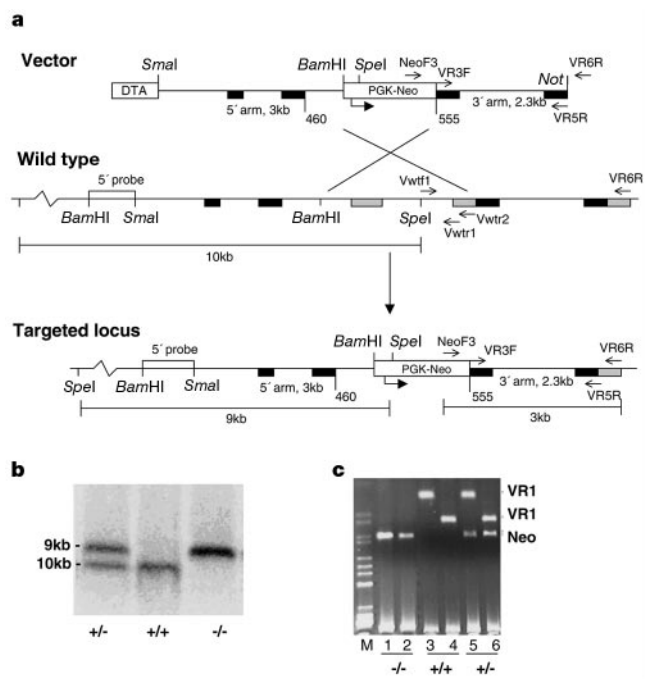 a
Vector
SmaI
BamHI
SpeI
NeoF3
VR3F
Not
VR6R
DTA
PGK-Neo
5´ arm, 3kb
460
555
3´ arm, 2.3kb
VR5R
Wild type
5´ probe
Vwtf1
VR6R
BamHI
SmaI
BamHI
SpeI
Vwtr2
Vwtr1
10kb
Targeted locus
BamHI
SpeI
NeoF3
5´ probe
VR3F
VR6R
PGK-Neo
SpeI
BamHI
SmaI
5´ arm, 3kb
460
555
3´ arm, 2.3kb
VR5R
9kb
3kb
b
9kb
10kb
+/-
+/+
-/-
c
VR1
VR1
Neo
M 1 2 3 4 5 6
-/- +/+ +/-